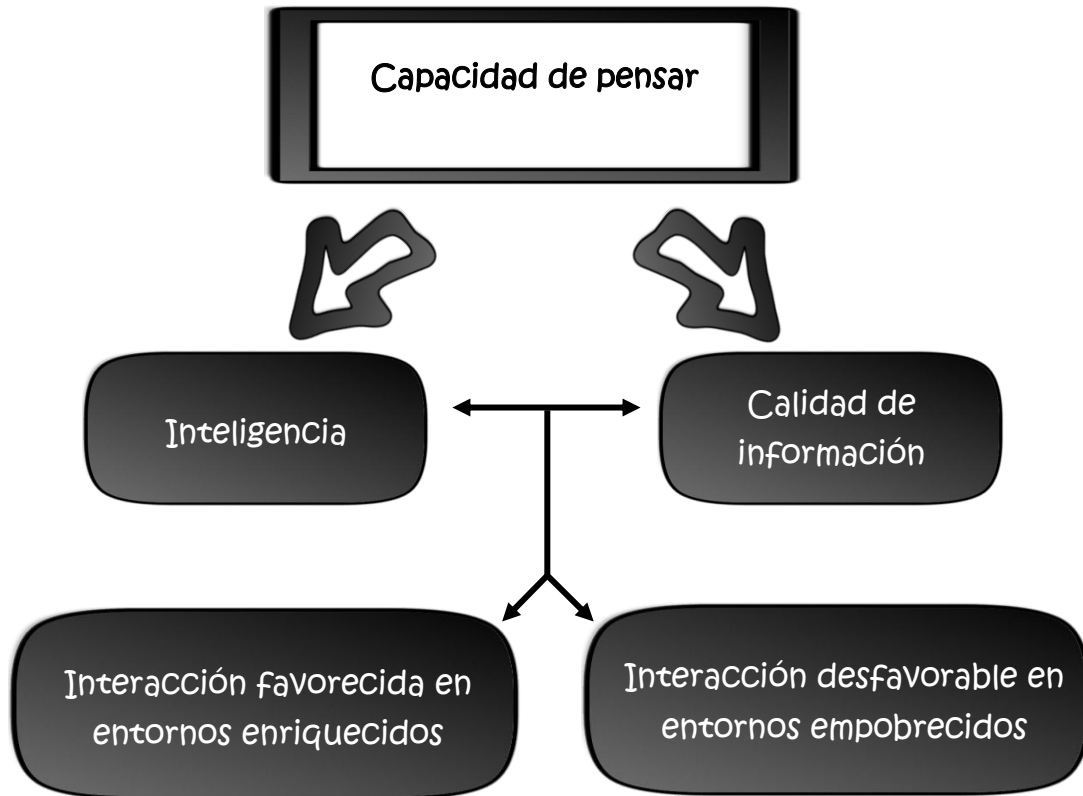 Capacidad de pensar
Inteligencia
Calidad de
información
Interacción favorecida en
entornos enriquecidos
Interacción desfavorable en
entornos empobrecidos